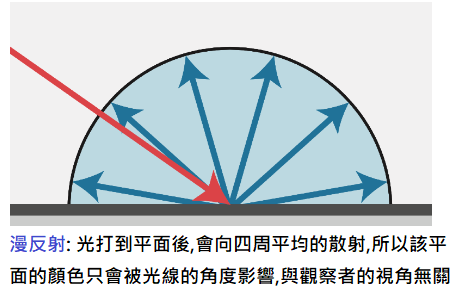 漫反射: 光打到平面後,會向四周平均的散射,所以該平
面的顏色只會被光線的角度影響,與觀察者的視角無關